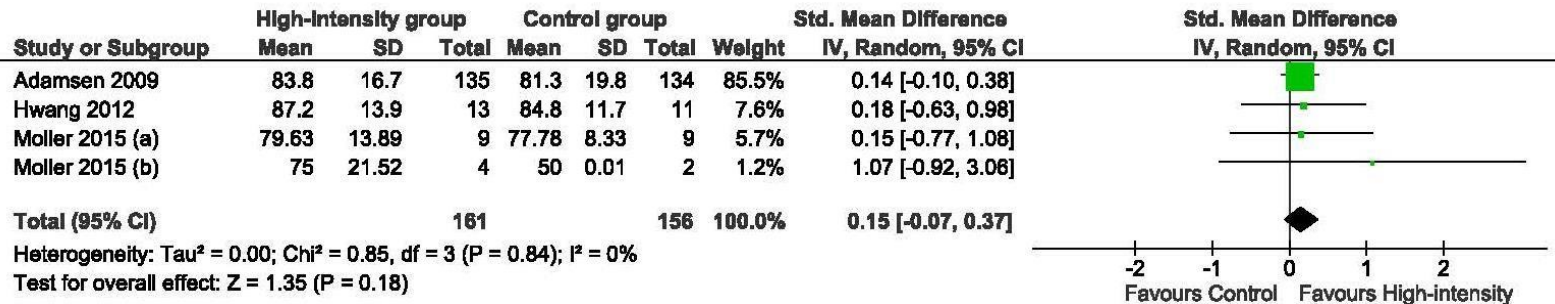 High-intensity group Control group Std. Mean Difference Std. Mean Difference
Study or Subgroup Mean SD Total Mean SD Total Weight IV, Random, 95% CI IV, Random, 95% CI
Adamsen 2009 83.8 16.7 135 81.3 19.8 134 85.5% 0.14 [-0.10, 0.38]
Hwang 2012 87.2 13.9 13 84.8 11.7 11 7.6% 0.18 [-0.63, 0.98]
Moller 2015 (a) 79.63 13.89 9 77.78 8.33 9 5.7% 0.15 [-0.77, 1.08]
Moller 2015 (b) 75 21.52 4 50 0.01 2 1.2% 1.07 [-0.92, 3.06]
Total (95% CI) 161 156 100.0% 0.15 [-0.07, 0.37]
Heterogeneity: Tau² = 0.00; Chi² = 0.85, df = 3 (P = 0.84); I² = 0%
Test for overall effect: Z = 1.35 (P = 0.18)
-2 -1 0 1 2
Favours Control Favours High-intensity